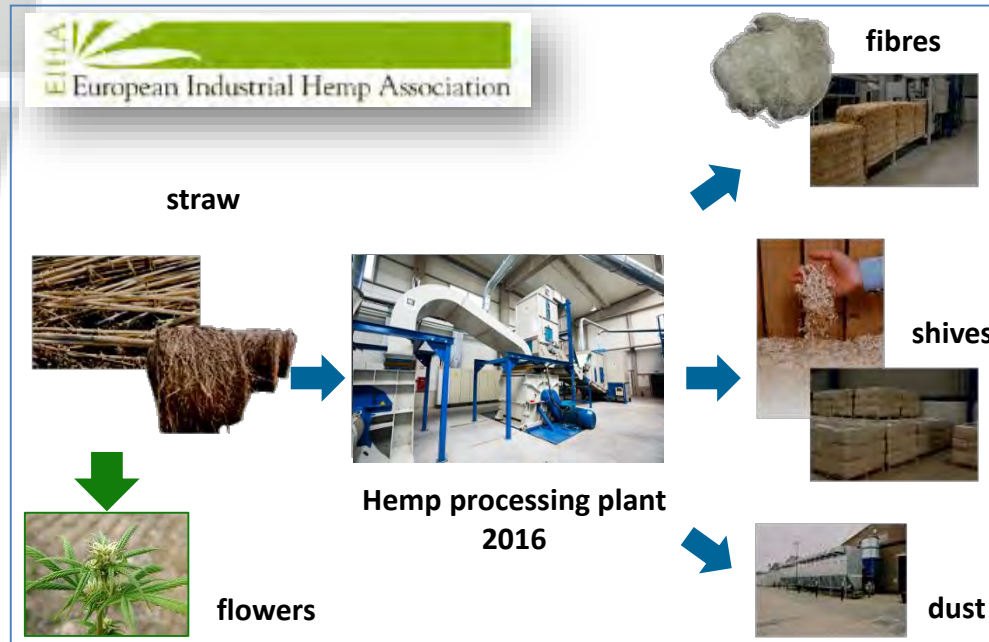 EIHA
European Industrial Hemp Association
fibres
straw
shives
Hemp processing plant
2016
flowers
dust